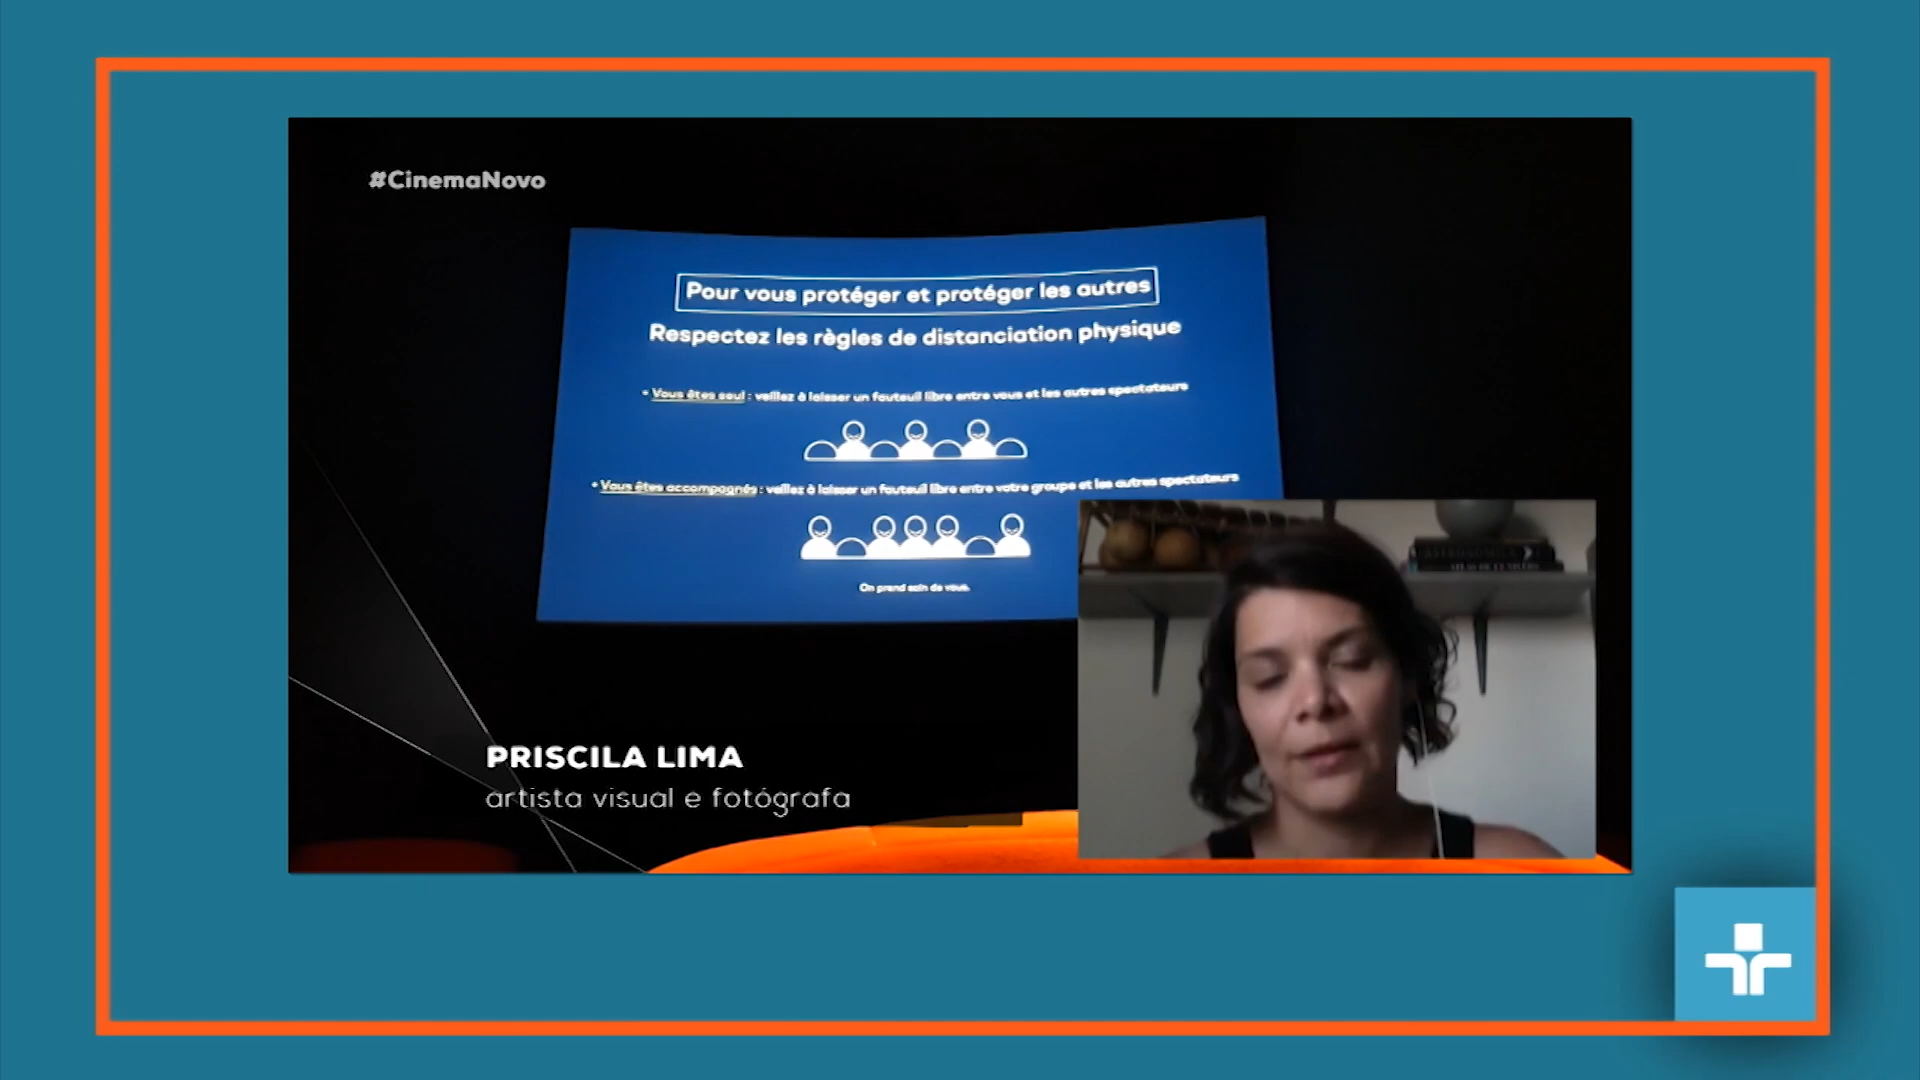 #CinemaNovo
Pour vous protéger et protéger les autres
Respectez les règles de distanciation physique
• Vous êtes seul : veillez à laisser un fauteuil libre entre vous et les autres spectateurs
• Vous êtes accompagnés : veillez à laisser un fauteuil libre entre votre groupe et les autres spectateurs
On prend soin de vous.
PRISCILA LIMA
artista visual e fotógrafa